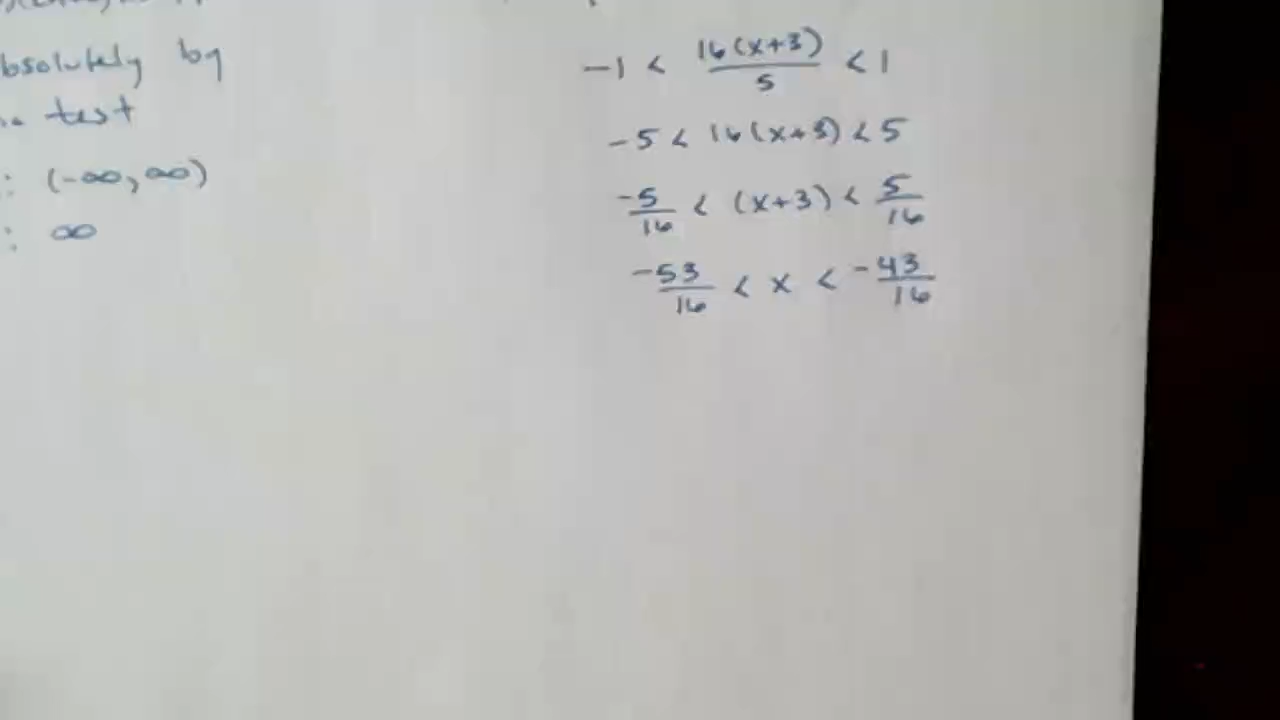 by
test
: (-∞, ∞)
: ∞
-1 < 16(x+3)/5 < 1
-5 < 16(x+3) < 5
-5/16 < (x+3) < 5/16
-53/16 < x < -43/16